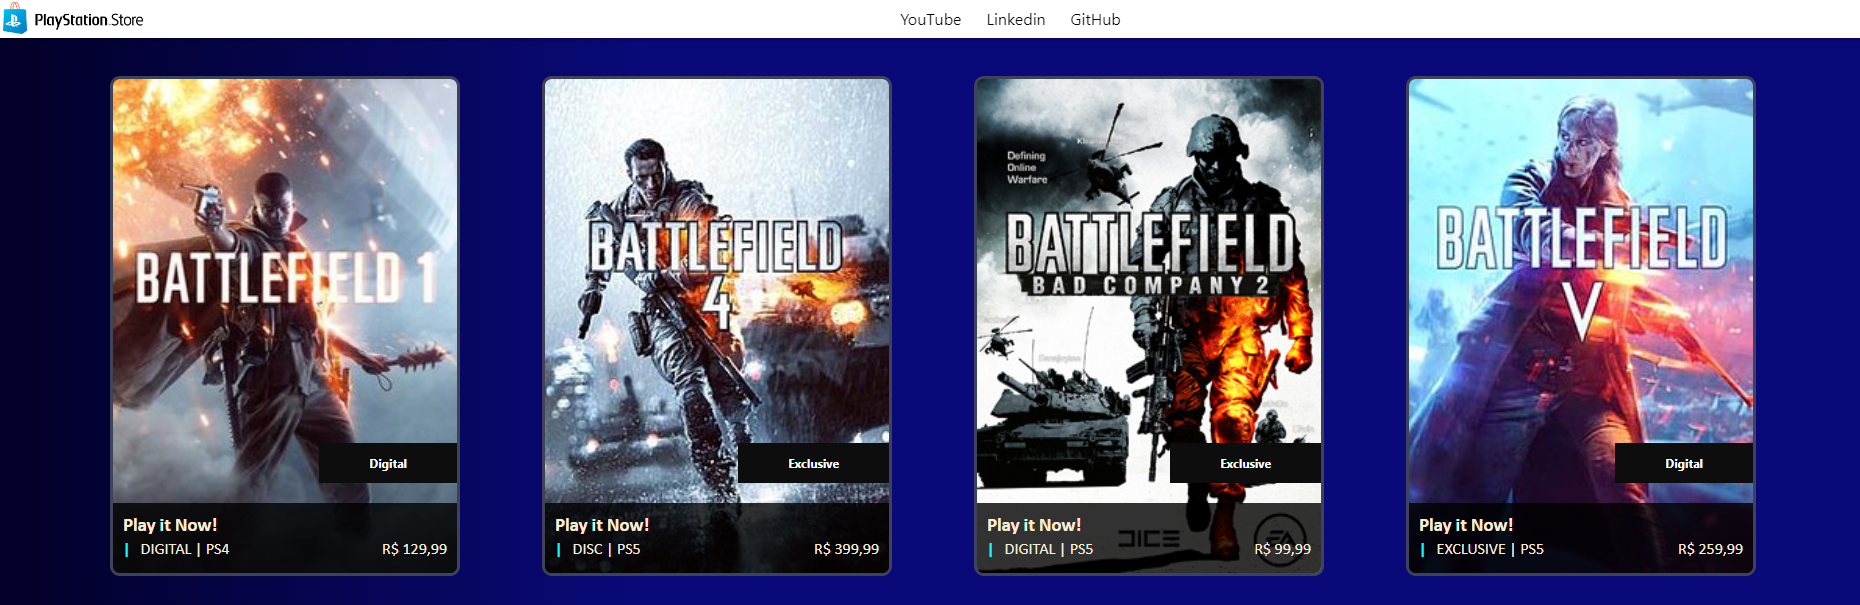 PlayStation.Store
YouTube Linkedin GitHub
BATTLEFIELD 1
Digital
Play it Now!
| DIGITAL | PS4 R$ 129,99
BATTLEFIELD
4
Exclusive
Play it Now!
| DISC | PS5 R$ 399,99
Defining
Online
Warfare
BATTLEFIELD
BAD COMPANY 2
Exclusive
DICE EA
Play it Now!
| DIGITAL | PS5 R$ 99,99
BATTLEFIELD
V
Digital
Play it Now!
| EXCLUSIVE | PS5 R$ 259,99